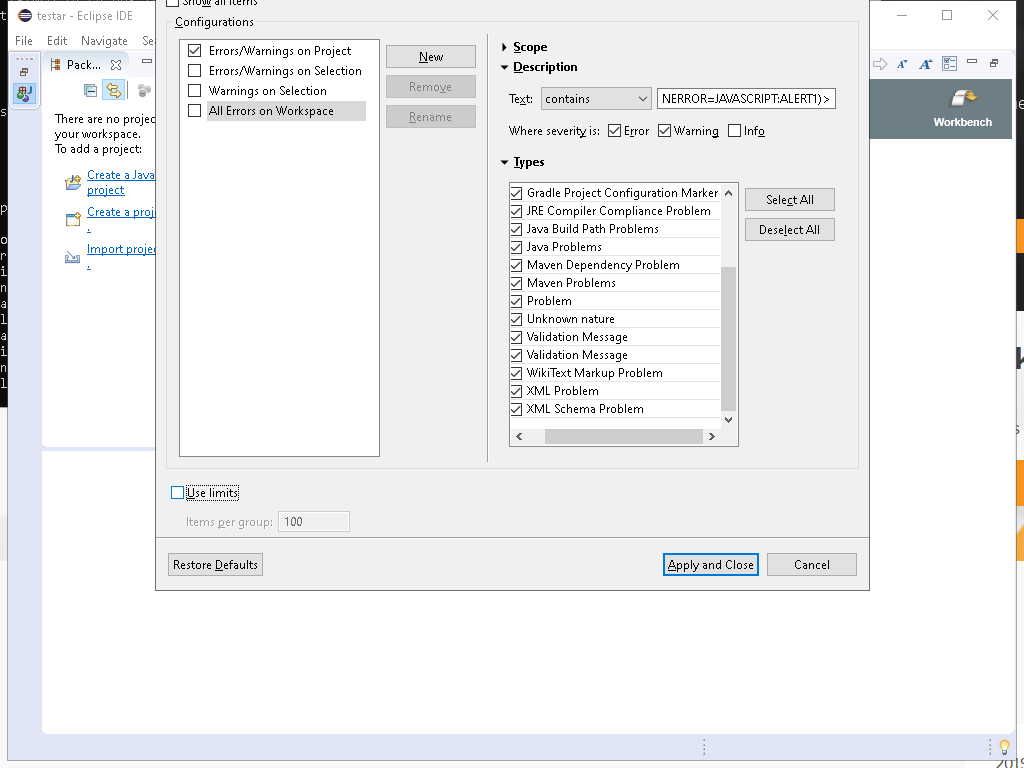 Show all items
testar - Eclipse IDE
File Edit Navigate Se
Configurations
Pack...
Errors/Warnings on Project
Errors/Warnings on Selection
Warnings on Selection
All Errors on Workspace
New
Remove
Rename
Scope
Description
Text: contains NERROR=JAVASCRIPT:ALERT1)>
Where severity is: Error Warning Info
Types
Gradle Project Configuration Marker
JRE Compiler Compliance Problem
Java Build Path Problems
Java Problems
Maven Dependency Problem
Maven Problems
Problem
Unknown nature
Validation Message
Validation Message
WikiText Markup Problem
XML Problem
XML Schema Problem
Select All
Deselect All
Workbench
There are no projec
your workspace.
To add a project:
Create a Java
project
Create a proj
.
Import projec
.
Use limits
Items per group: 100
Restore Defaults
Apply and Close
Cancel